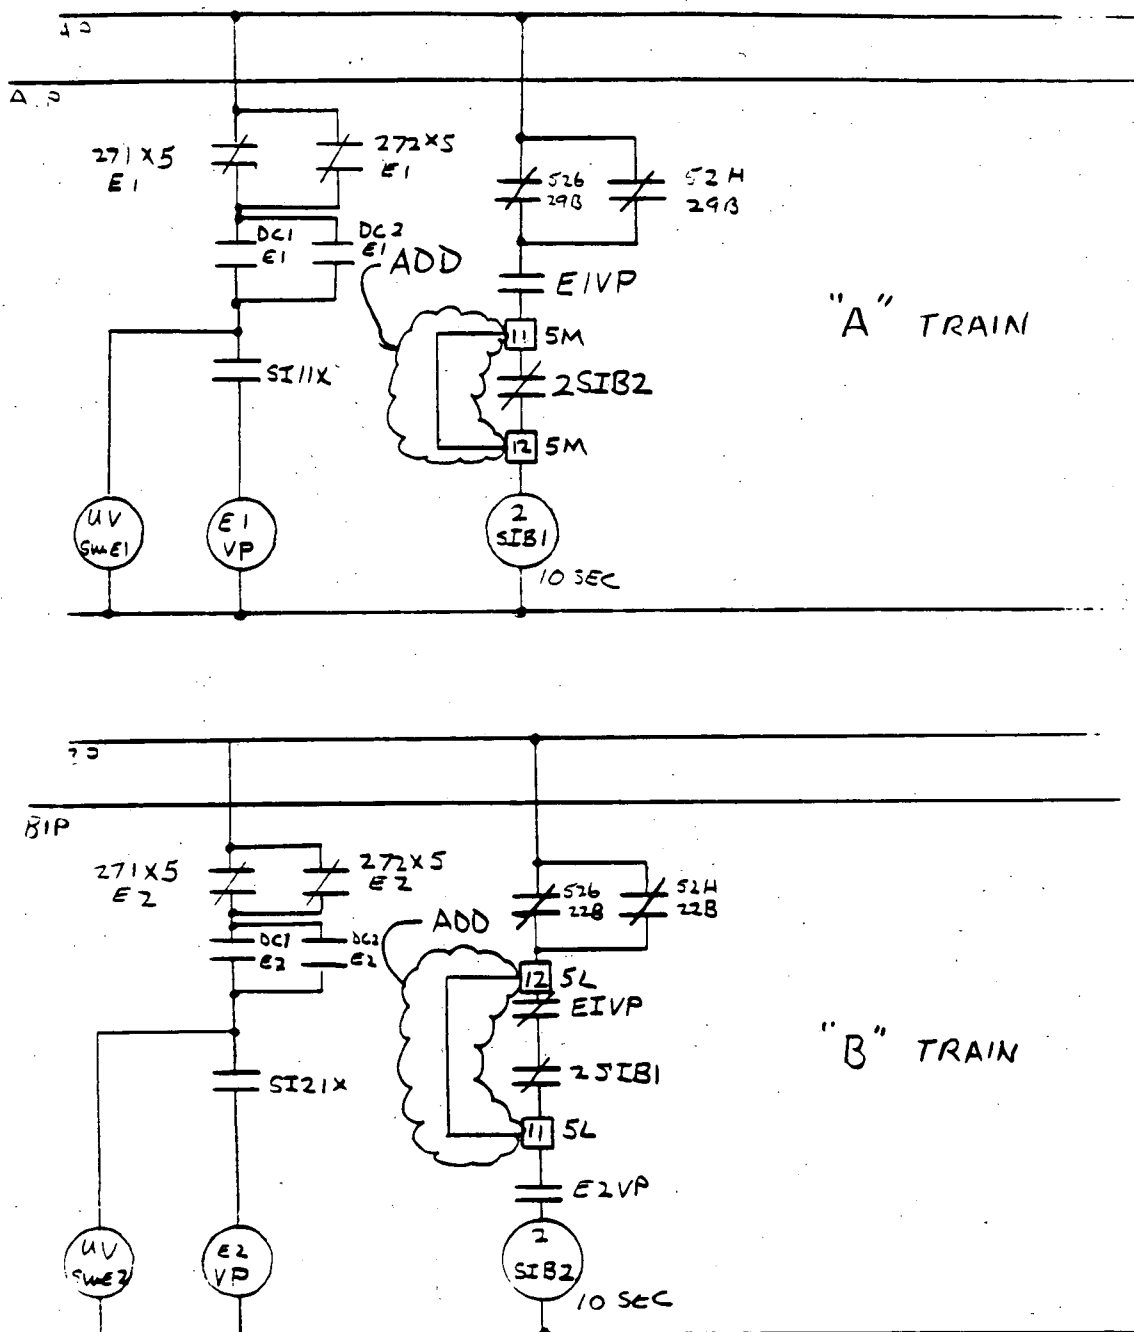 271X5
E1
272X5
E1
526
29B
52H
29B
DC1
E1
DC2
E1
ADD
E1VP
"A" TRAIN
11 5M
SI11X
2SIB2
12 5M
UV
SWE1
E1
VP
2
SIB1
10 SEC
B1P
271X5
E2
272X5
E2
526
22B
52H
22B
ADD
DC1
E2
DC2
E2
12 5L
E1VP
"B" TRAIN
2SIB1
SI21X
11 5L
E2VP
UV
SWE2
E2
VP
2
SIB2
10 SEC